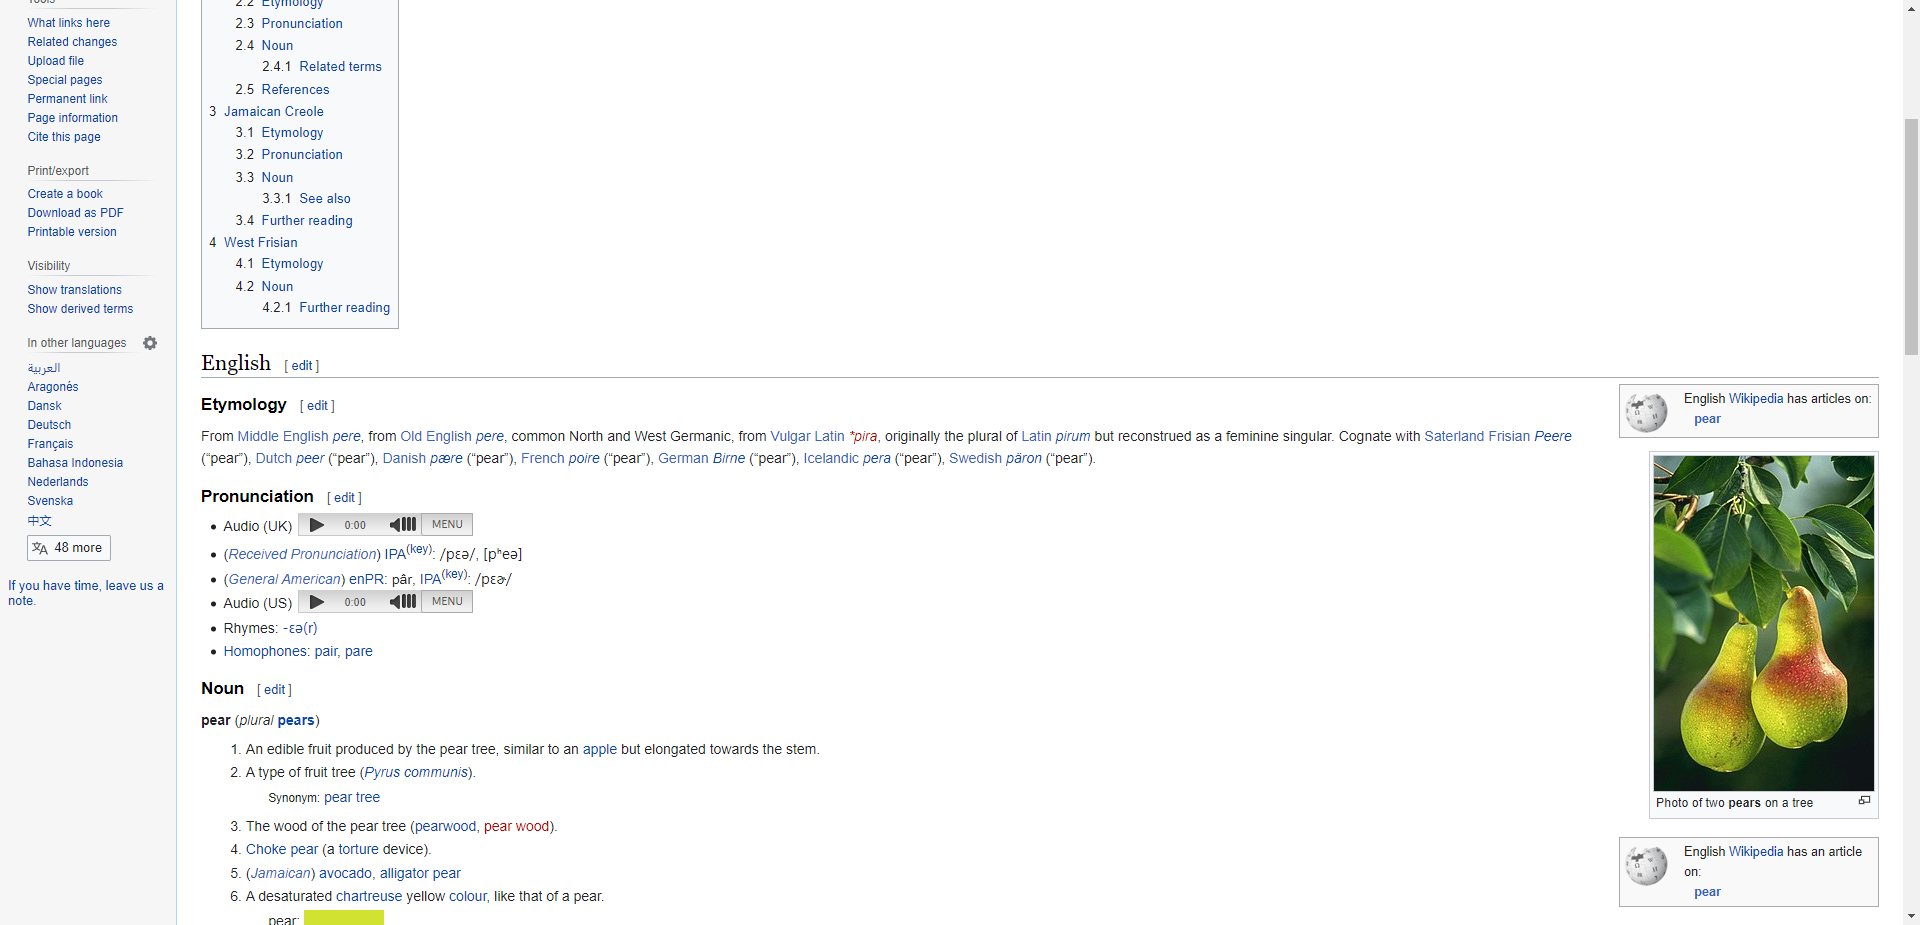 Tools
What links here
Related changes
Upload file
Special pages
Permanent link
Page information
Cite this page
Print/export
Create a book
Download as PDF
Printable version
Visibility
Show translations
Show derived terms
In other languages
العربية
Aragonés
Dansk
Deutsch
Français
Bahasa Indonesia
Nederlands
Svenska
中文
48 more
If you have time, leave us a
note.
2.2 Etymology
2.3 Pronunciation
2.4 Noun
2.4.1 Related terms
2.5 References
3 Jamaican Creole
3.1 Etymology
3.2 Pronunciation
3.3 Noun
3.3.1 See also
3.4 Further reading
4 West Frisian
4.1 Etymology
4.2 Noun
4.2.1 Further reading
English [ edit ]
Etymology [ edit ]
From Middle English pere, from Old English pere, common North and West Germanic, from Vulgar Latin *pira, originally the plural of Latin pirum but reconstrued as a feminine singular. Cognate with Saterland Frisian Peere
(“pear”), Dutch peer (“pear”), Danish pære (“pear”), French poire (“pear”), German Birne (“pear”), Icelandic pera (“pear”), Swedish päron (“pear”).
Pronunciation [ edit ]
• Audio (UK) 0:00 MENU
• (Received Pronunciation) IPA(key): /pɛə/, [pʰeə]
• (General American) enPR: pâr, IPA(key): /pɛɚ/
• Audio (US) 0:00 MENU
• Rhymes: -ɛə(r)
• Homophones: pair, pare
Noun [ edit ]
pear (plural pears)
1. An edible fruit produced by the pear tree, similar to an apple but elongated towards the stem.
2. A type of fruit tree (Pyrus communis).
Synonym: pear tree
3. The wood of the pear tree (pearwood, pear wood).
4. Choke pear (a torture device).
5. (Jamaican) avocado, alligator pear
6. A desaturated chartreuse yellow colour, like that of a pear.
pear:
English Wikipedia has articles on:
pear
Photo of two pears on a tree
English Wikipedia has an article
on:
pear